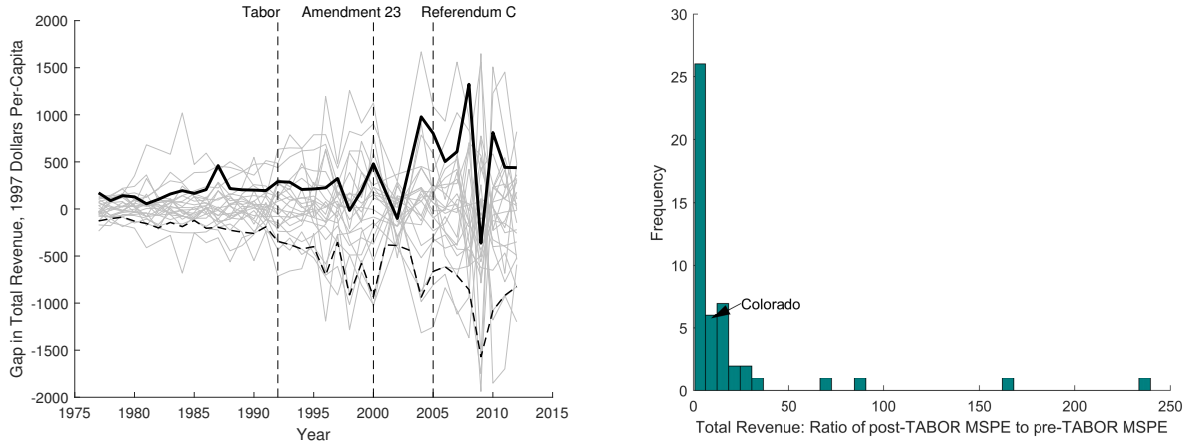 Tabor Amendment 23 Referendum C
Gap in Total Revenue, 1997 Dollars Per-Capita
2000
1500
1000
500
0
-500
-1000
-1500
-2000
1975 1980 1985 1990 1995 2000 2005 2010 2015
Year
Frequency
30
25
20
15
10
5
0
Colorado
0 50 100 150 200 250
Total Revenue: Ratio of post-TABOR MSPE to pre-TABOR MSPE